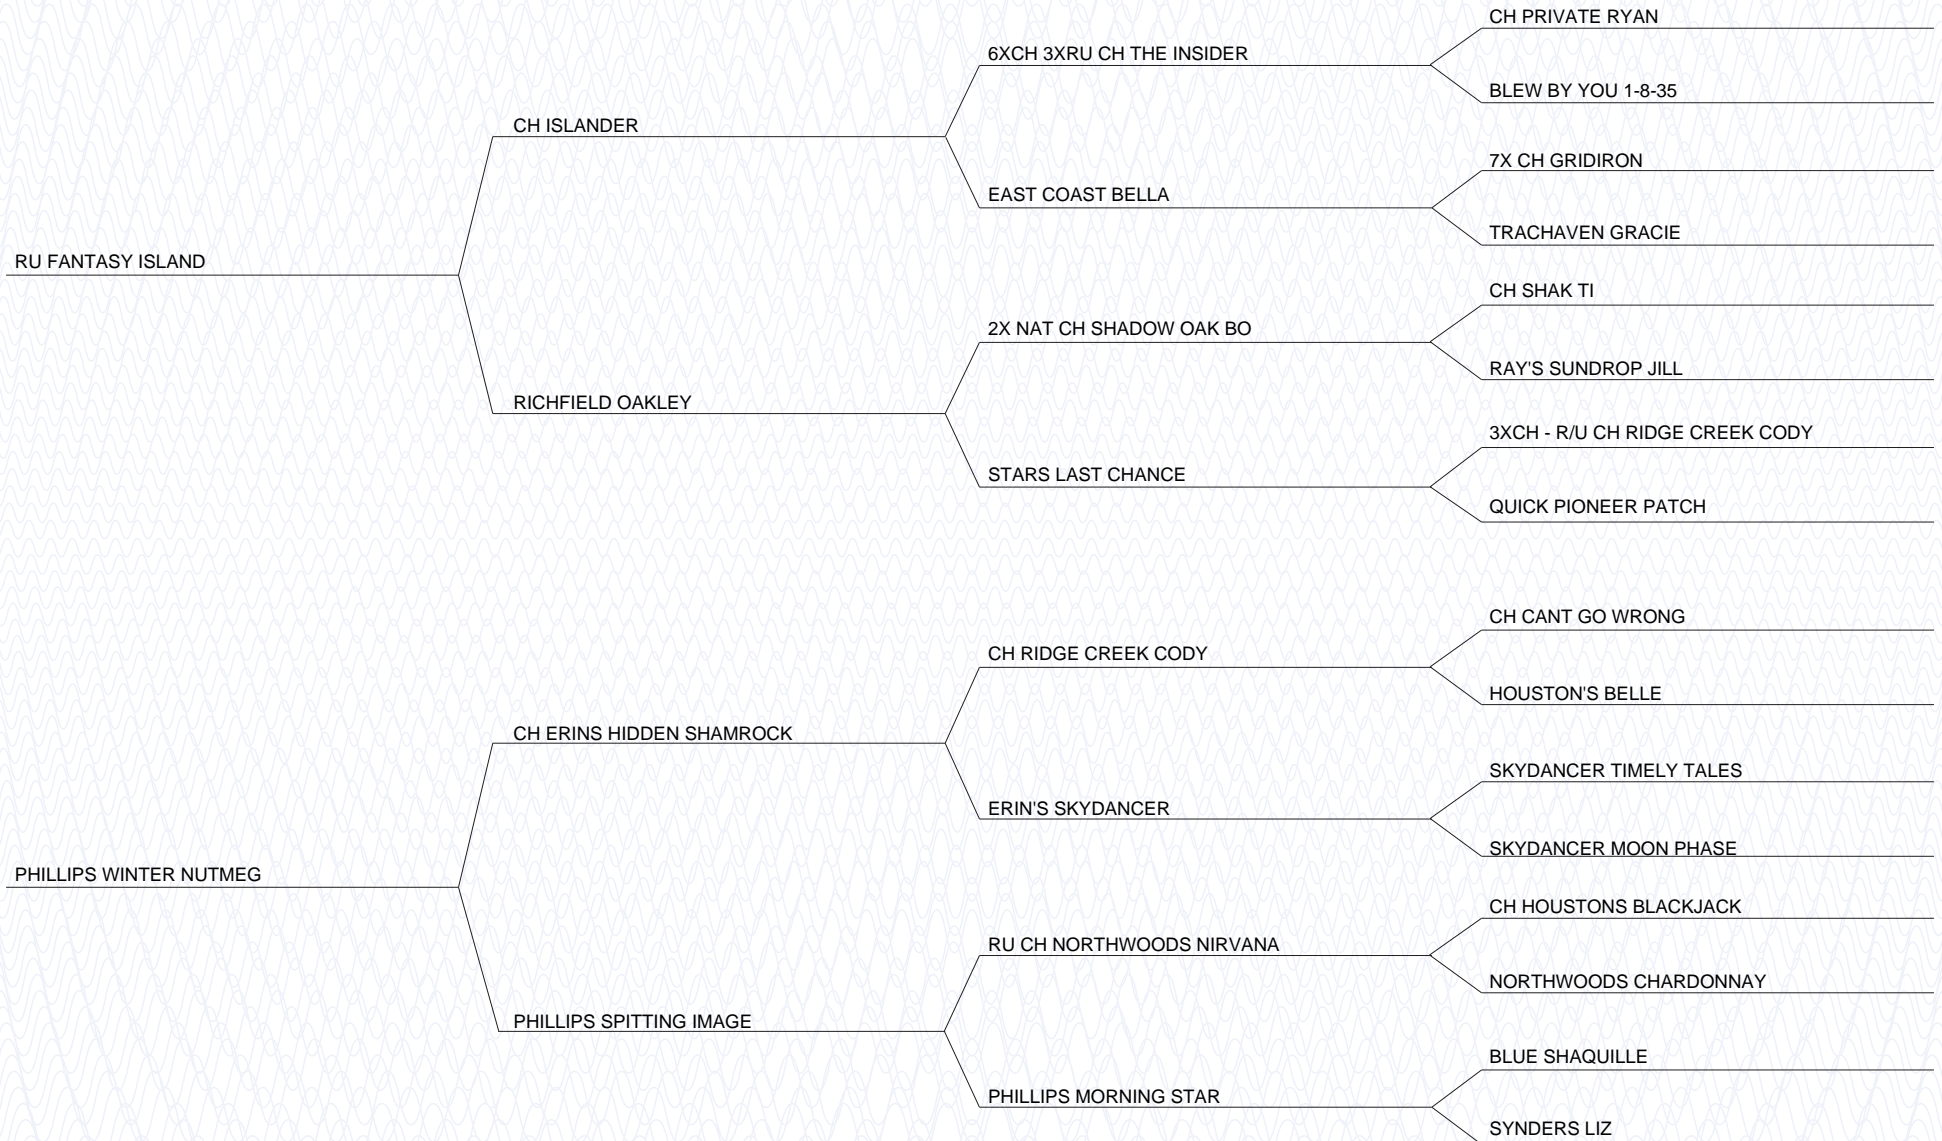 CH PRIVATE RYAN
6XCH 3XRU CH THE INSIDER
BLEW BY YOU 1-8-35
CH ISLANDER
7X CH GRIDIRON
EAST COAST BELLA
TRACHAVEN GRACIE
RU FANTASY ISLAND
CH SHAK TI
2X NAT CH SHADOW OAK BO
RAY'S SUNDROP JILL
RICHFIELD OAKLEY
3XCH - R/U CH RIDGE CREEK CODY
STARS LAST CHANCE
QUICK PIONEER PATCH
CH CANT GO WRONG
CH RIDGE CREEK CODY
HOUSTON'S BELLE
CH ERINS HIDDEN SHAMROCK
SKYDANCER TIMELY TALES
ERIN'S SKYDANCER
SKYDANCER MOON PHASE
PHILLIPS WINTER NUTMEG
CH HOUSTONS BLACKJACK
RU CH NORTHWOODS NIRVANA
NORTHWOODS CHARDONNAY
PHILLIPS SPITTING IMAGE
BLUE SHAQUILLE
PHILLIPS MORNING STAR
SYNDERS LIZ